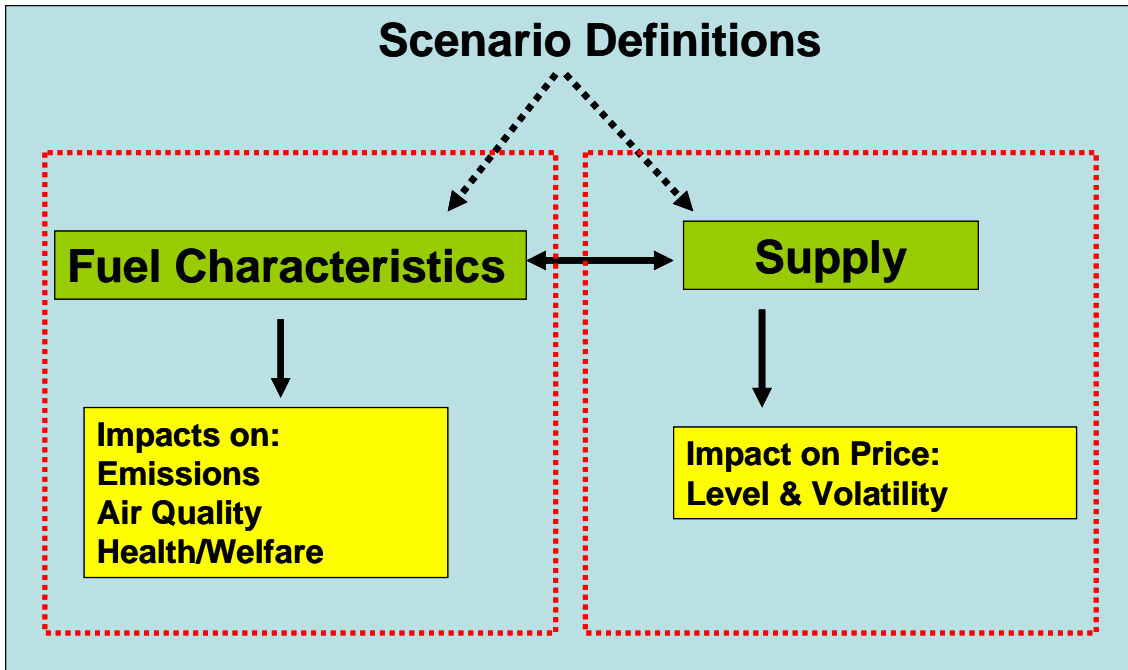 Scenario Definitions
Fuel Characteristics
Supply
Impacts on:
Emissions
Air Quality
Health/Welfare
Impact on Price:
Level & Volatility